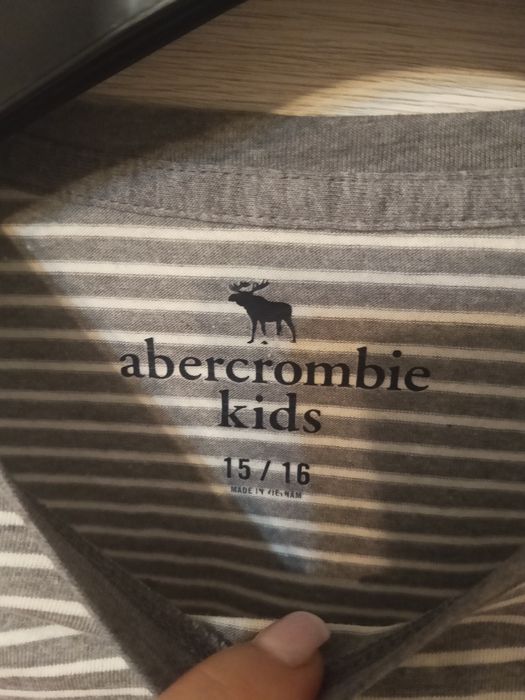 abercrombie
kids
15 / 16
MADE IN VIETNAM